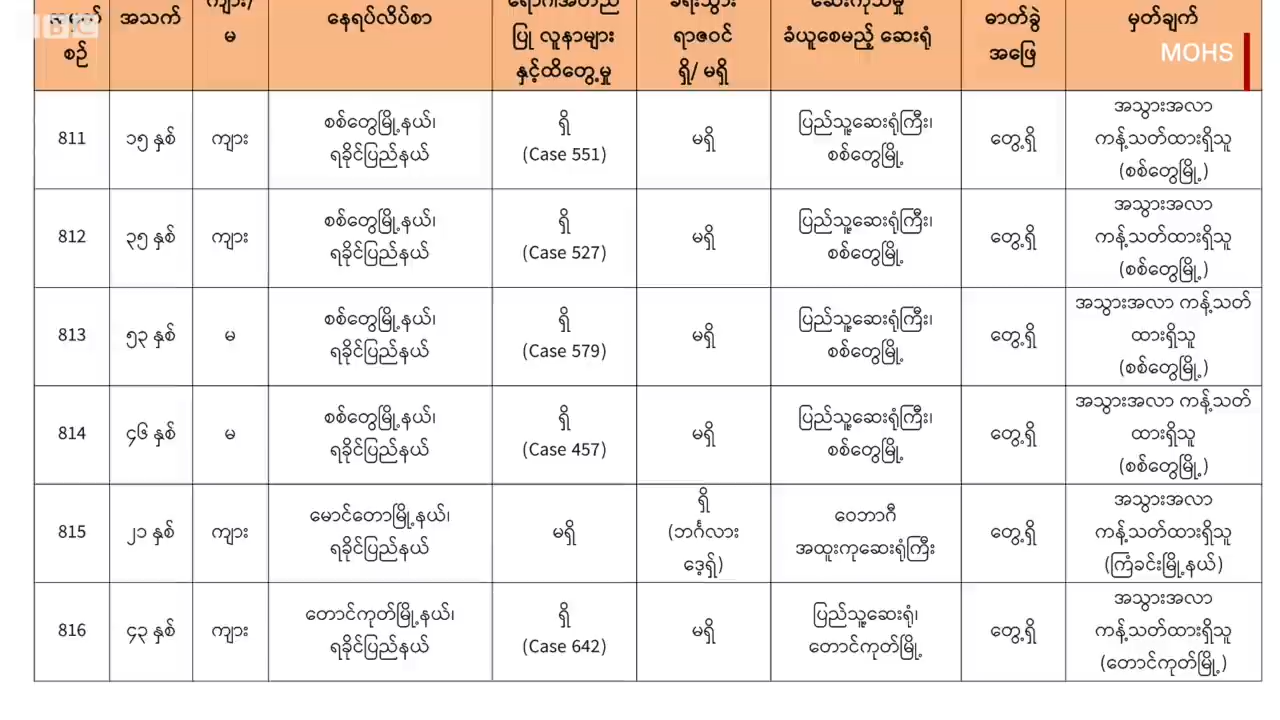 BBC
MOHS
စဉ်
အသက်
ကျား/
မ
နေရပ်လိပ်စာ
ရောဂါအတည်
ပြု လူနာများ
နှင့်ထိတွေ့မှု
ခရီးသွား
ရာဇဝင်
ရှိ/ မရှိ
ဆေးကုသမှု
ခံယူစေမည့် ဆေးရုံ
ဓာတ်ခွဲ
အဖြေ
မှတ်ချက်
811
၁၅ နှစ်
ကျား
စစ်တွေမြို့နယ်၊
ရခိုင်ပြည်နယ်
ရှိ
(Case 551)
မရှိ
ပြည်သူ့ဆေးရုံကြီး၊
စစ်တွေမြို့
တွေ့ရှိ
အသွားအလာ
ကန့်သတ်ထားရှိသူ
(စစ်တွေမြို့)
812
၃၅ နှစ်
ကျား
စစ်တွေမြို့နယ်၊
ရခိုင်ပြည်နယ်
ရှိ
(Case 527)
မရှိ
ပြည်သူ့ဆေးရုံကြီး၊
စစ်တွေမြို့
တွေ့ရှိ
အသွားအလာ
ကန့်သတ်ထားရှိသူ
(စစ်တွေမြို့)
813
၅၃ နှစ်
မ
စစ်တွေမြို့နယ်၊
ရခိုင်ပြည်နယ်
ရှိ
(Case 579)
မရှိ
ပြည်သူ့ဆေးရုံကြီး၊
စစ်တွေမြို့
တွေ့ရှိ
အသွားအလာ ကန့်သတ်
ထားရှိသူ
(စစ်တွေမြို့)
814
၄၆ နှစ်
မ
စစ်တွေမြို့နယ်၊
ရခိုင်ပြည်နယ်
ရှိ
(Case 457)
မရှိ
ပြည်သူ့ဆေးရုံကြီး၊
စစ်တွေမြို့
တွေ့ရှိ
အသွားအလာ ကန့်သတ်
ထားရှိသူ
(စစ်တွေမြို့)
815
၂၁ နှစ်
ကျား
မောင်တောမြို့နယ်၊
ရခိုင်ပြည်နယ်
မရှိ
ရှိ
(ဘင်္ဂလား
ဒေ့ရှ်)
ဝေဘာဂီ
အထူးကုဆေးရုံကြီး
တွေ့ရှိ
အသွားအလာ
ကန့်သတ်ထားရှိသူ
(ကြံခင်းမြို့နယ်)
816
၄၃ နှစ်
ကျား
တောင်ကုတ်မြို့နယ်၊
ရခိုင်ပြည်နယ်
ရှိ
(Case 642)
မရှိ
ပြည်သူ့ဆေးရုံ၊
တောင်ကုတ်မြို့
တွေ့ရှိ
အသွားအလာ
ကန့်သတ်ထားရှိသူ
(တောင်ကုတ်မြို့)